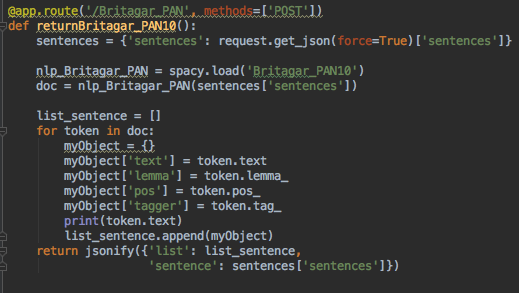 @app.route('/Britagar_PAN', methods=['POST'])
def returnBritagar_PAN10():
    sentences = {'sentences': request.get_json(force=True)['sentences']}

    nlp_Britagar_PAN = spacy.load('Britagar_PAN10')
    doc = nlp_Britagar_PAN(sentences['sentences'])

    list_sentence = []
    for token in doc:
        myObject = {}
        myObject['text'] = token.text
        myObject['lemma'] = token.lemma_
        myObject['pos'] = token.pos_
        myObject['tagger'] = token.tag_
        print(token.text)
        list_sentence.append(myObject)
    return jsonify({'list': list_sentence,
                    'sentence': sentences['sentences']})